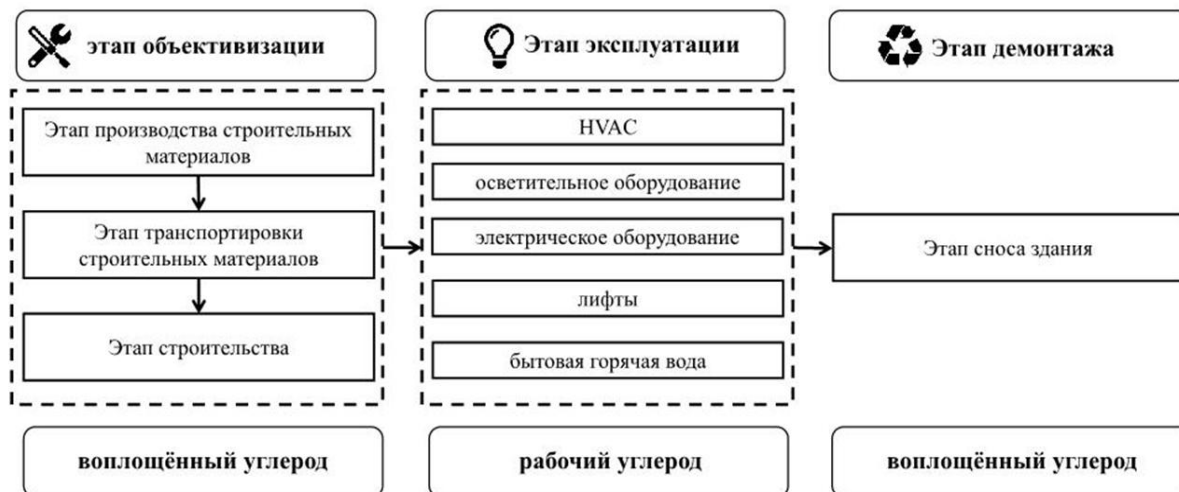 этап объективизации
Этап эксплуатации
Этап демонтажа
Этап производства строительных
материалов
Этап транспортировки
строительных материалов
Этап строительства
HVAC
осветительное оборудование
электрическое оборудование
лифты
бытовая горячая вода
Этап сноса здания
воплощённый углерод
рабочий углерод
воплощённый углерод